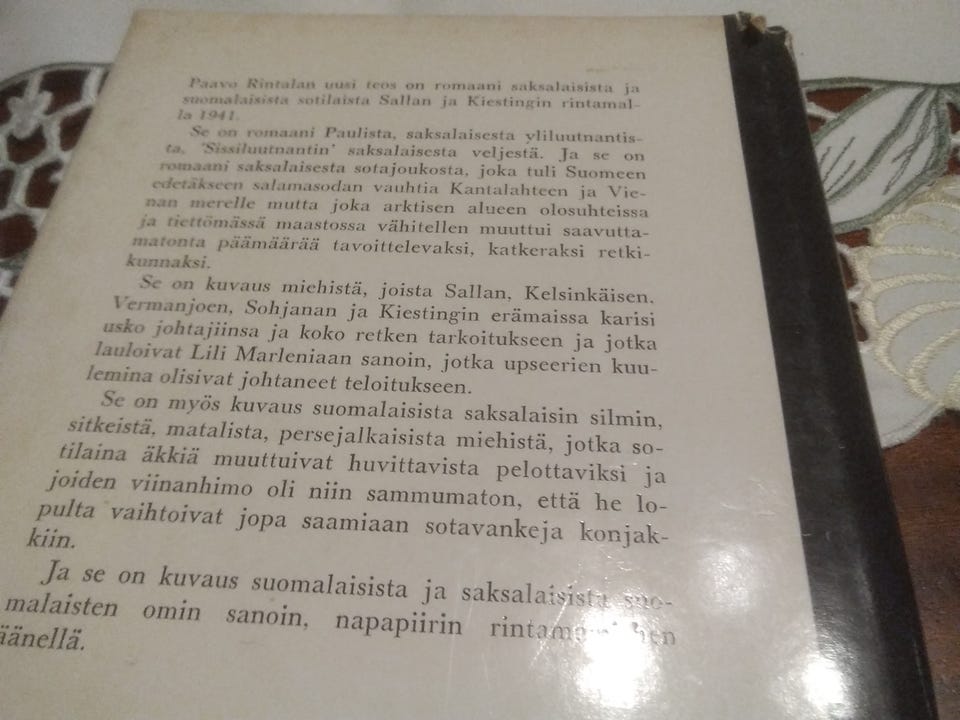 Paavo Rintalan uusi teos on romaani saksalaisista ja
suomalaisista sotilaista Sallan ja Kiestingin rintamal-
la 1941.
Se on romaani Paulista, saksalaisesta yliluutnantis-
ta, 'Sissiluutnantin' saksalaisesta veljestä. Ja se on
romaani saksalaisesta sotajoukosta, joka tuli Suomeen
edetäkseen salamasodan vauhtia Kantalahteen ja Vie-
nan merelle mutta joka arktisen alueen olosuhteissa
ja tiettömässä maastossa vähitellen muuttui saavutta-
matonta päämäärää tavoittelevaksi, katkeraksi retki-
kunnaksi.
Se on kuvaus miehistä, joista Sallan, Kelsinkäisen,
Vermanjoen, Sohjanan ja Kiestingin erämaissa karisi
usko johtajiinsa ja koko retken tarkoitukseen ja jotka
lauloivat Lili Marleniaan sanoin, jotka upseerien kuu-
lemina olisivat johtaneet teloitukseen.
Se on myös kuvaus suomalaisista saksalaisin silmin,
sitkeistä, matalista, persejalkaisista miehistä, jotka so-
tilaina äkkiä muuttuivat huvittavista pelottaviksi ja
joiden viinanhimo oli niin sammumaton, että he lo-
pulta vaihtoivat jopa saamiaan sotavankeja konjak-
kiin.
Ja se on kuvaus suomalaisista ja saksalaisista suo-
malaisten omin sanoin, napapiirin
äänellä.